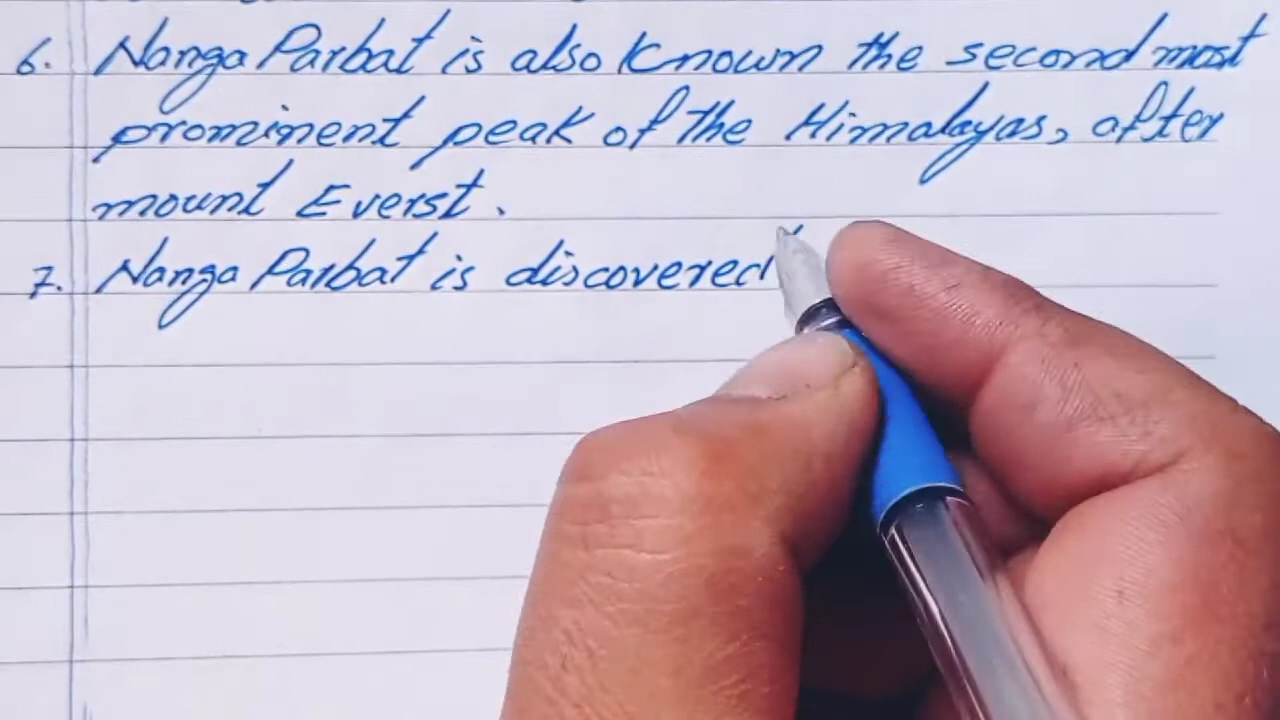 6. Nanga Parbat is also known the second most
prominent peak of the Himalayas, after
mount Everst.
7. Nanga Parbat is discovered